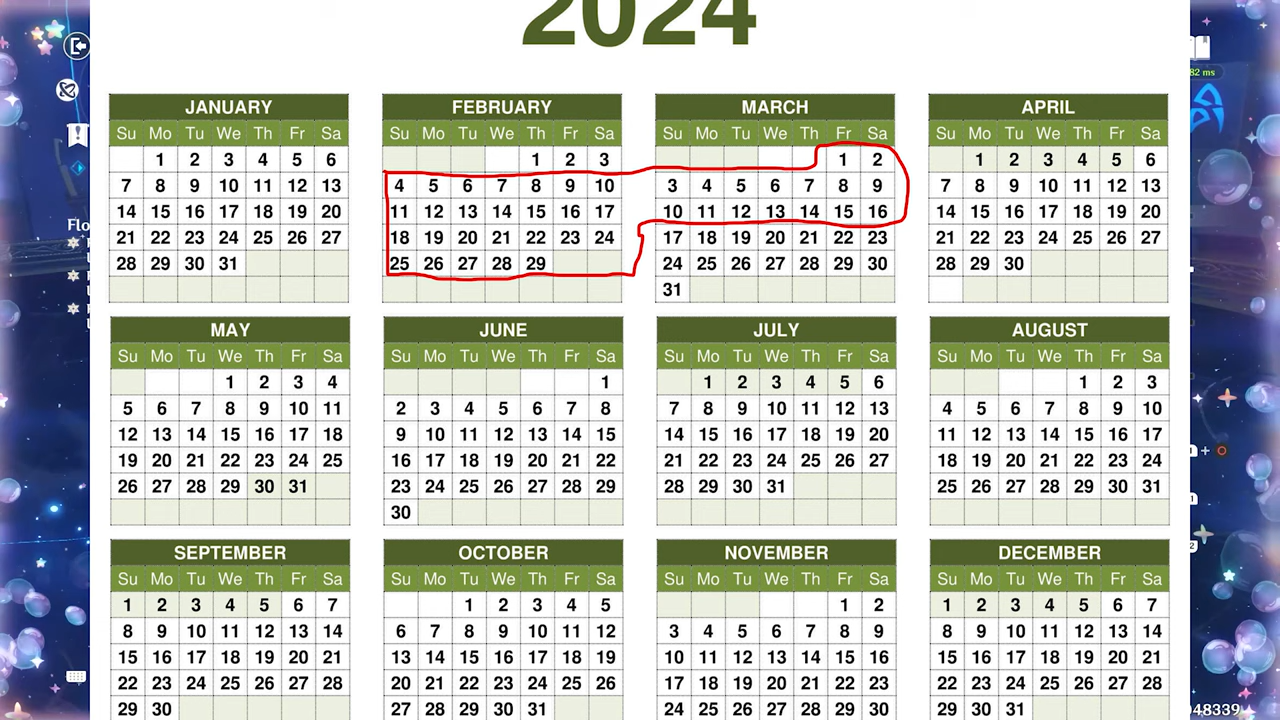 2024
82 ms
JANUARY FEBRUARY MARCH APRIL
Su Mo Tu We Th Fr Sa Su Mo Tu We Th Fr Sa Su Mo Tu We Th Fr Sa Su Mo Tu We Th Fr Sa
1 2 3 4 5 6 1 2 3 1 2 1 2 3 4 5 6
7 8 9 10 11 12 13 4 5 6 7 8 9 10 3 4 5 6 7 8 9 7 8 9 10 11 12 13
14 15 16 17 18 19 20 11 12 13 14 15 16 17 10 11 12 13 14 15 16 14 15 16 17 18 19 20
Flo
21 22 23 24 25 26 27 18 19 20 21 22 23 24 17 18 19 20 21 22 23 21 22 23 24 25 26 27
28 29 30 31 25 26 27 28 29 24 25 26 27 28 29 30 28 29 30
31
MAY JUNE JULY AUGUST
Su Mo Tu We Th Fr Sa Su Mo Tu We Th Fr Sa Su Mo Tu We Th Fr Sa Su Mo Tu We Th Fr Sa
1 2 3 4 1 1 2 3 4 5 6 1 2 3
5 6 7 8 9 10 11 2 3 4 5 6 7 8 7 8 9 10 11 12 13 4 5 6 7 8 9 10
12 13 14 15 16 17 18 9 10 11 12 13 14 15 14 15 16 17 18 19 20 11 12 13 14 15 16 17
19 20 21 22 23 24 25 16 17 18 19 20 21 22 21 22 23 24 25 26 27 18 19 20 21 22 23 24
26 27 28 29 30 31 23 24 25 26 27 28 29 28 29 30 31 25 26 27 28 29 30 31
30
SEPTEMBER OCTOBER NOVEMBER DECEMBER
Su Mo Tu We Th Fr Sa Su Mo Tu We Th Fr Sa Su Mo Tu We Th Fr Sa Su Mo Tu We Th Fr Sa
1 2 3 4 5 6 7 1 2 3 4 5 1 2 1 2 3 4 5 6 7
8 9 10 11 12 13 14 6 7 8 9 10 11 12 3 4 5 6 7 8 9 8 9 10 11 12 13 14
15 16 17 18 19 20 21 13 14 15 16 17 18 19 10 11 12 13 14 15 16 15 16 17 18 19 20 21
22 23 24 25 26 27 28 20 21 22 23 24 25 26 17 18 19 20 21 22 23 22 23 24 25 26 27 28
29 30 27 28 29 30 31 24 25 26 27 28 29 30 29 30 31
48339